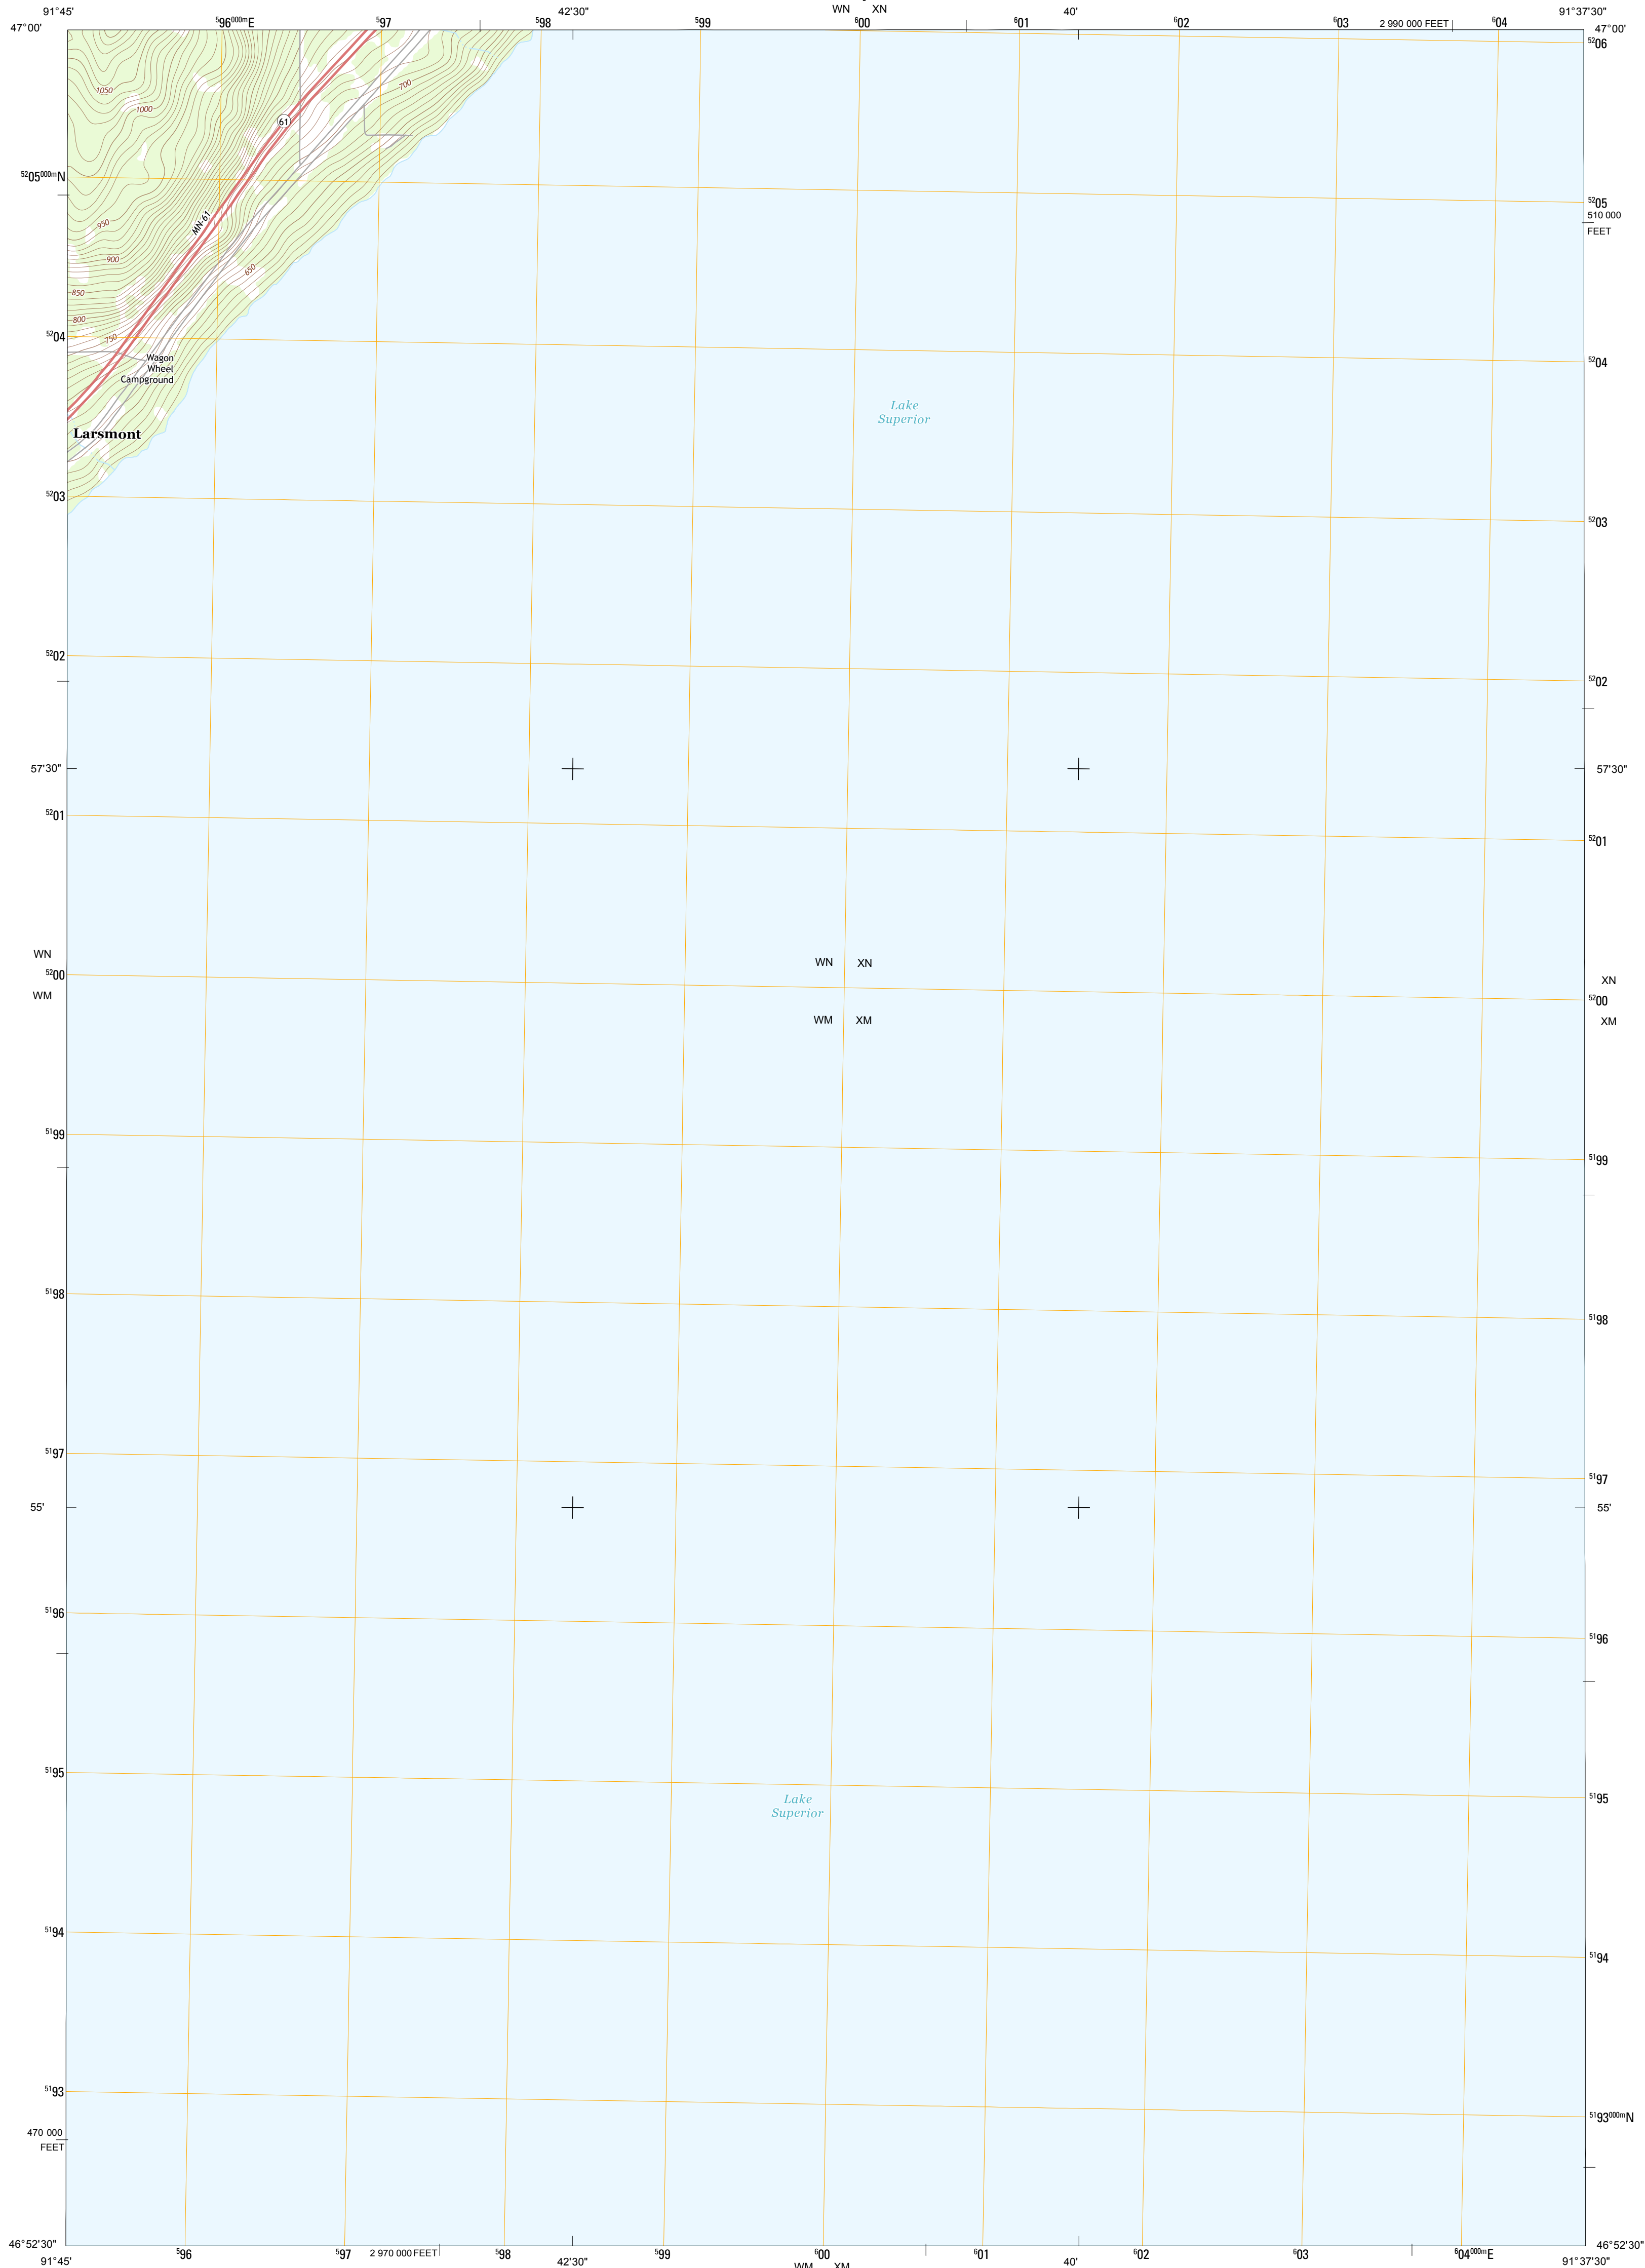 WN XN
91°45' ⁵96⁰⁰⁰ᵐE ⁵97 ⁵98 42'30" ⁵99 ⁶00 ⁶01 40' ⁶02 ⁶03 2 990 000 FEET ⁶04 91°37'30"
47°00' 47°00'
⁵²06
1050
1000
700
61
⁵²05⁰⁰⁰ᵐN
⁵²05
510 000
FEET
MN-61
950
900
650
850
800
750
⁵²04
⁵²04
Wagon
Wheel
Campground
Lake
Superior
Larsmont
⁵²03
⁵²03
⁵²02
⁵²02
57'30" 57'30"
⁵²01
⁵²01
WN
WN XN
⁵²00
XN
WM
⁵²00
WM XM
XM
⁵¹99
⁵¹99
⁵¹98
⁵¹98
⁵¹97
⁵¹97
55' 55'
⁵¹96
⁵¹96
⁵¹95
⁵¹95
Lake
Superior
⁵¹94
⁵¹94
⁵¹93
⁵¹93⁰⁰⁰ᵐN
470 000
FEET
46°52'30" 46°52'30"
91°45' ⁵96 ⁵97 2 970 000 FEET ⁵98 42'30" ⁵99 ⁶00 ⁶01 40' ⁶02 ⁶03 ⁶04⁰⁰⁰ᵐE 91°37'30"
WM XM